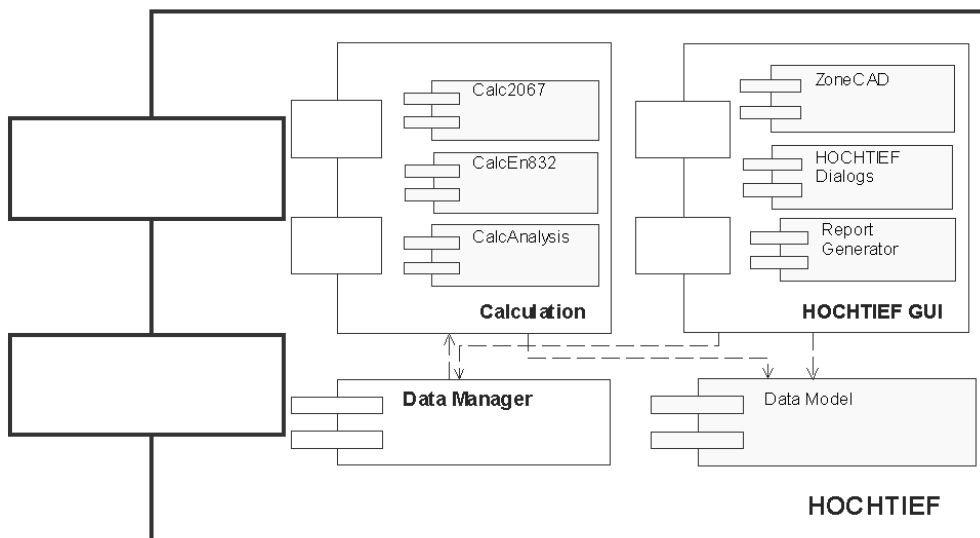 Calc2067
CalcEn832
CalcAnalysis
Calculation
ZoneCAD
HOCHTIEF
Dialogs
Report
Generator
HOCHTIEF GUI
Data Manager
Data Model
HOCHTIEF